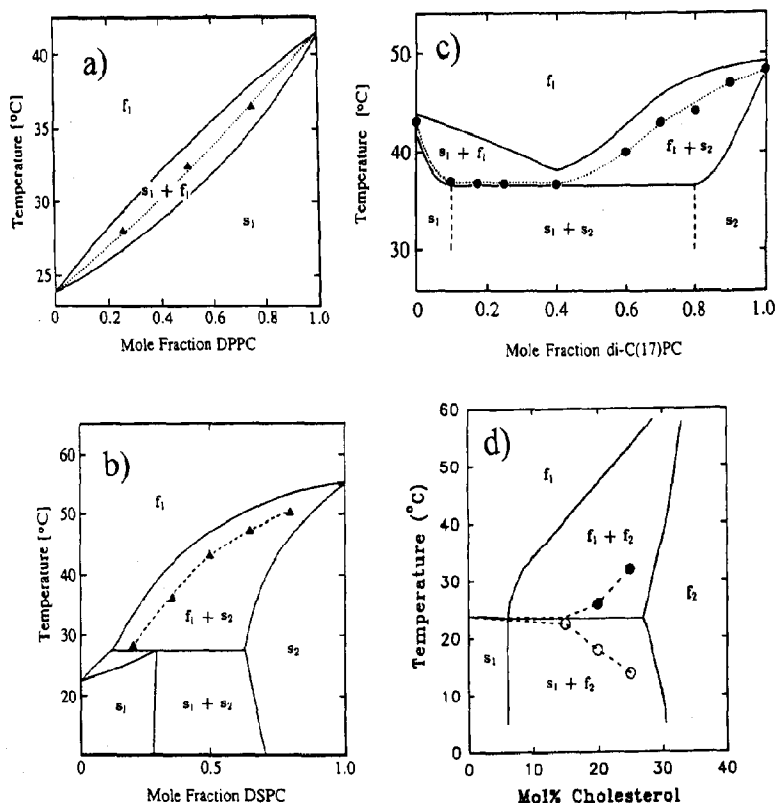 a)
Temperature [°C]
40
35
30
25
f₁
s₁ + f₁
s₁
0 0.2 0.4 0.6 0.8 1.0
Mole Fraction DPPC
c)
Temperature [°C]
50
40
30
f₁
s₁ + f₁
f₁ + s₂
s₁
s₁ + s₂
s₂
0 0.2 0.4 0.6 0.8 1.0
Mole Fraction di-C(17)PC
b)
Temperature [°C]
60
50
40
30
20
f₁
f₁ + s₂
s₂
s₁
s₁ + s₂
0 0.5 1.0
Mole Fraction DSPC
d)
Temperature (°C)
60
50
40
30
20
10
0
f₁
f₁ + f₂
f₂
s₁
s₁ + f₂
0 10 20 30 40
Mol% Cholesterol